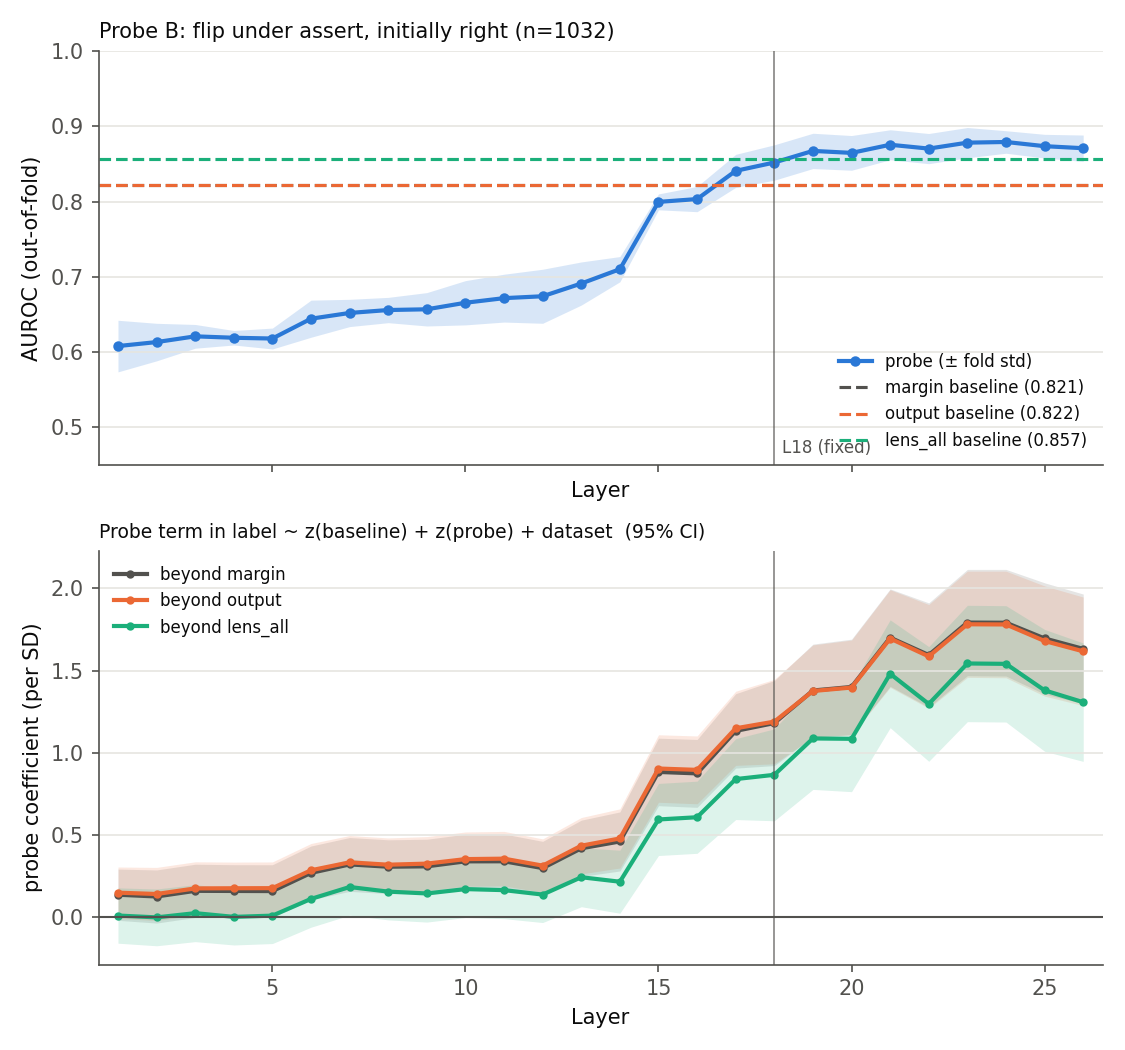 Probe B: flip under assert, initially right (n=1032)
1.0
0.9
0.8
0.7
0.6
0.5
AUROC (out-of-fold)
probe (± fold std)
margin baseline (0.821)
output baseline (0.822)
lens_all baseline (0.857)
L18 (fixed)
Layer
Probe term in label ~ z(baseline) + z(probe) + dataset (95% CI)
beyond margin
beyond output
beyond lens_all
2.0
1.5
1.0
0.5
0.0
probe coefficient (per SD)
5
10
15
20
25
Layer